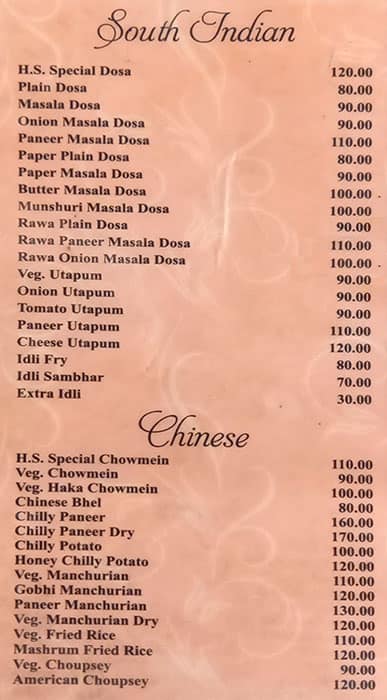 South Indian
H.S. Special Dosa 120.00
Plain Dosa 80.00
Masala Dosa 90.00
Onion Masala Dosa 90.00
Paneer Masala Dosa 110.00
Paper Plain Dosa 80.00
Paper Masala Dosa 90.00
Butter Masala Dosa 100.00
Munshuri Masala Dosa 100.00
Rawa Plain Dosa 90.00
Rawa Paneer Masala Dosa 110.00
Rawa Onion Masala Dosa 100.00
Veg. Utapum 90.00
Onion Utapum 90.00
Tomato Utapum 90.00
Paneer Utapum 110.00
Cheese Utapum 120.00
Idli Fry 80.00
Idli Sambhar 70.00
Extra Idli 30.00
Chinese
H.S. Special Chowmein 110.00
Veg. Chowmein 90.00
Veg. Haka Chowmein 100.00
Chinese Bhel 80.00
Chilly Paneer 160.00
Chilly Paneer Dry 170.00
Chilly Potato 100.00
Honey Chilly Potato 120.00
Veg. Manchurian 110.00
Gobhi Manchurian 120.00
Paneer Manchurian 130.00
Veg. Manchurian Dry 120.00
Veg. Fried Rice 110.00
Mashrum Fried Rice 120.00
Veg. Choupsey 90.00
American Choupsey 120.00